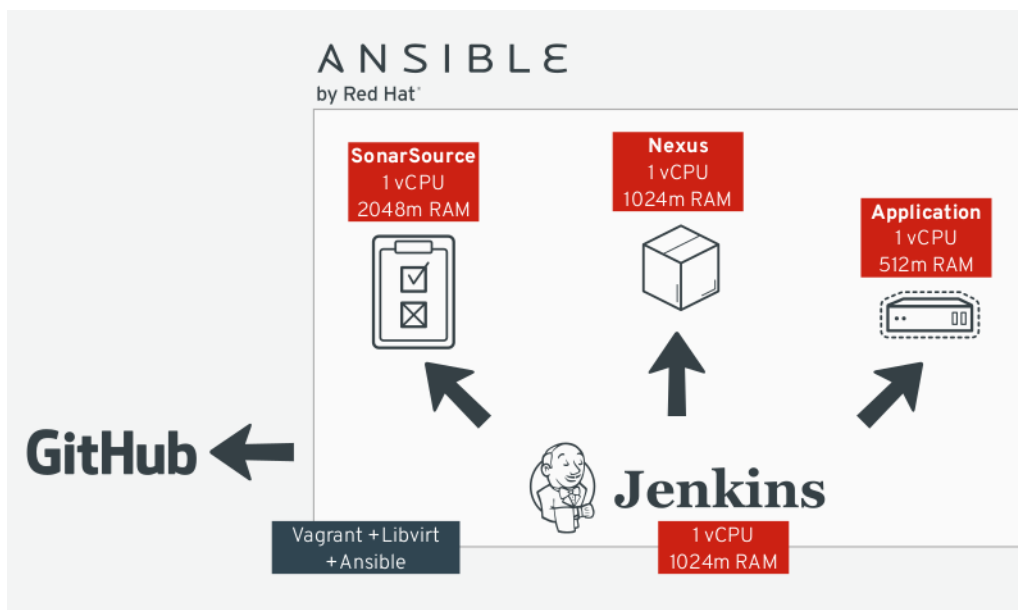 ANSIBLE
by Red Hat
SonarSource
1 vCPU
2048m RAM
Nexus
1 vCPU
1024m RAM
Application
1 vCPU
512m RAM
GitHub
Jenkins
Vagrant +Libvirt
+Ansible
1 vCPU
1024m RAM